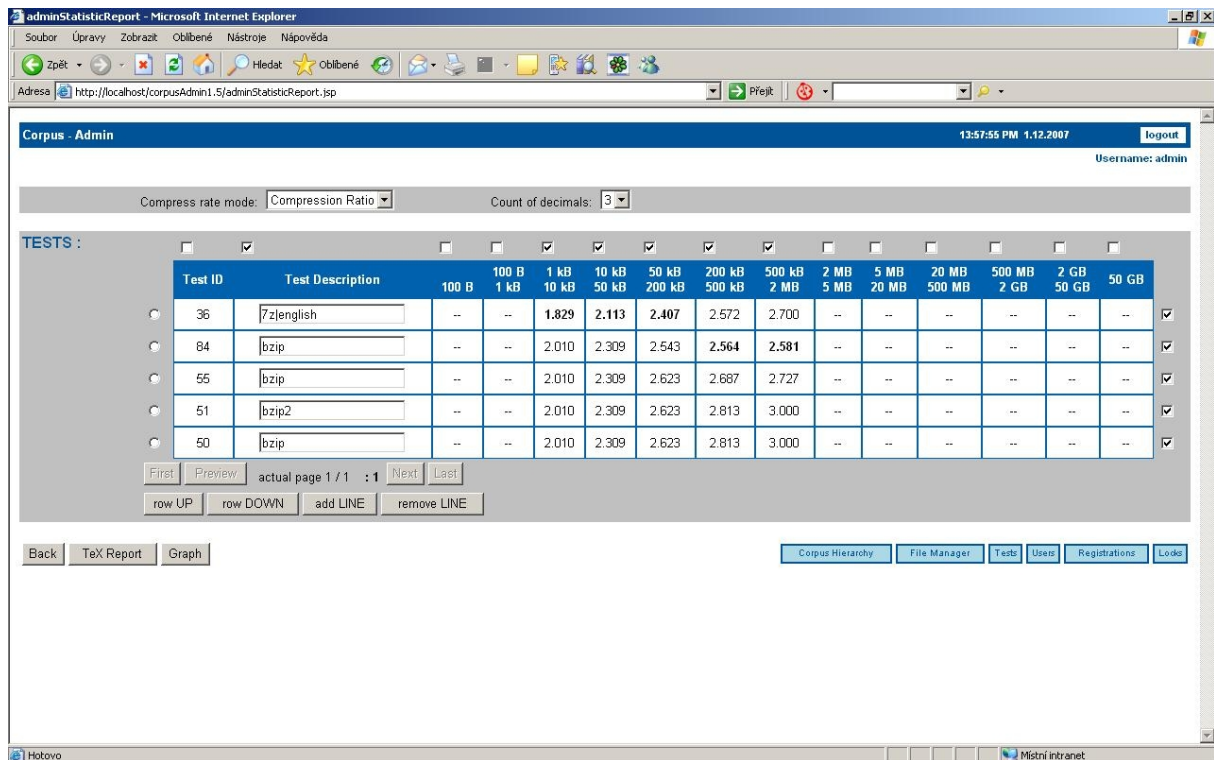 adminStatisticReport - Microsoft Internet Explorer
Soubor Úpravy Zobrazit Oblíbené Nástroje Nápověda
Zpět Hledat Oblíbené
Adresa http://localhost/corpusAdmin1.5/adminStatisticReport.jsp Přejít
Corpus - Admin 13:57:55 PM 1.12.2007 logout
Username: admin
Compress rate mode: Compression Ratio Count of decimals: 3
TESTS :
Test ID Test Description 100 B 100 B 1 kB 1 kB 10 kB 10 kB 50 kB 50 kB 200 kB 200 kB 500 kB 500 kB 2 MB 2 MB 5 MB 5 MB 20 MB 20 MB 500 MB 500 MB 2 GB 2 GB 50 GB 50 GB
36 7z|english -- -- 1.829 2.113 2.407 2.572 2.700 -- -- -- -- -- --
84 bzip -- -- 2.010 2.309 2.543 2.564 2.581 -- -- -- -- -- --
55 bzip -- -- 2.010 2.309 2.623 2.687 2.727 -- -- -- -- -- --
51 bzip2 -- -- 2.010 2.309 2.623 2.813 3.000 -- -- -- -- -- --
50 bzip -- -- 2.010 2.309 2.623 2.813 3.000 -- -- -- -- -- --
First Preview actual page 1 / 1 : 1 Next Last
row UP row DOWN add LINE remove LINE
Back TeX Report Graph Corpus Hierarchy File Manager Tests Users Registrations Locks
Hotovo Místní intranet